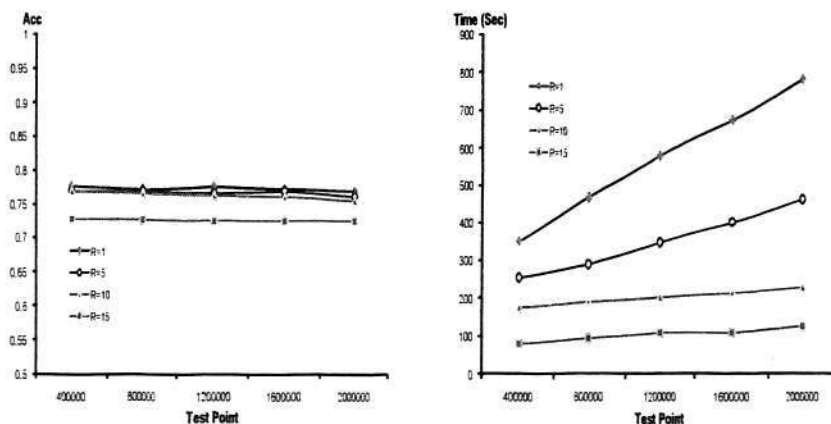 Acc
1
0.95
0.9
0.85
0.8
0.75
0.7
0.65
0.6
0.55
0.5
R=1
R=5
R=10
R=15
400000
800000
1200000
1600000
2000000
Test Point
Time (Sec)
900
800
700
600
500
400
300
200
100
0
R=1
R=5
R=10
R=15
400000
800000
1200000
1600000
2000000
Test Point